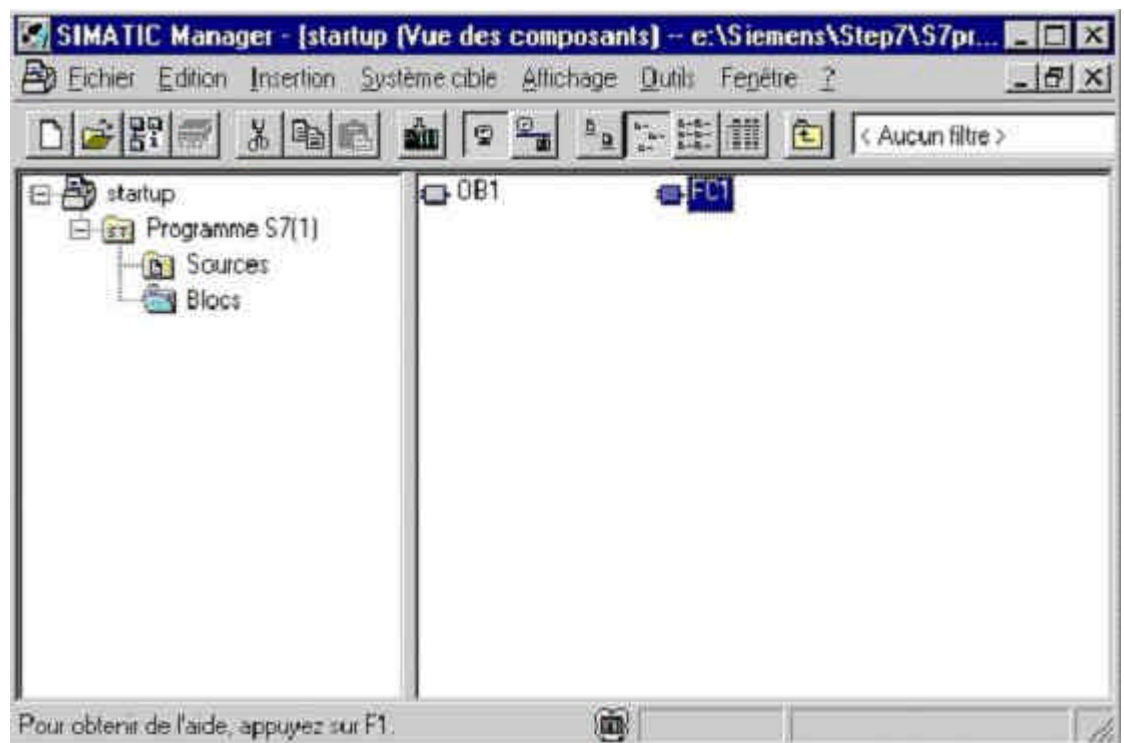 SIMATIC Manager - [startup (Vue des composants) -- e:\Siemens\Step7\S7pr...
Fichier Edition Insertion Système cible Affichage Outils Fenêtre ?
< Aucun filtre >
startup
Programme S7(1)
Sources
Blocs
OB1 FC1
Pour obtenir de l'aide, appuyez sur F1.